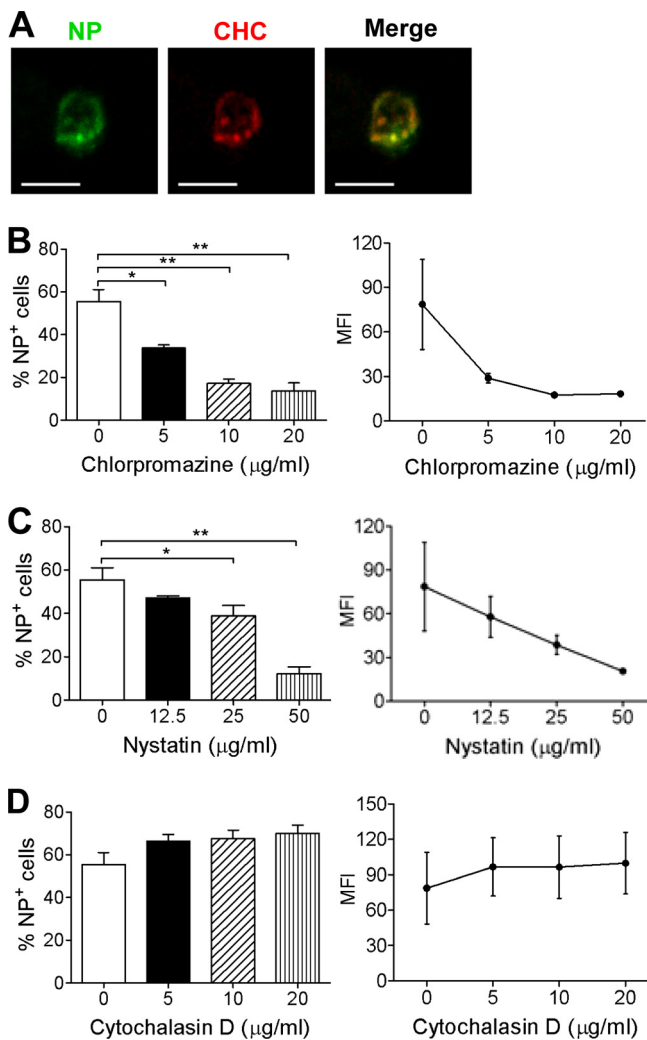 A
NP CHC Merge
B
% NP⁺ cells
80
60
40
20
0
** 
**
*
0 5 10 20
Chlorpromazine (μg/ml)
MFI
120
90
60
30
0
0 5 10 20
Chlorpromazine (μg/ml)
C
% NP⁺ cells
80
60
40
20
0
**
*
0 12.5 25 50
Nystatin (μg/ml)
MFI
120
90
60
30
0
0 12.5 25 50
Nystatin (μg/ml)
D
% NP⁺ cells
80
60
40
20
0
0 5 10 20
Cytochalasin D (μg/ml)
MFI
150
120
90
60
30
0
0 5 10 20
Cytochalasin D (μg/ml)